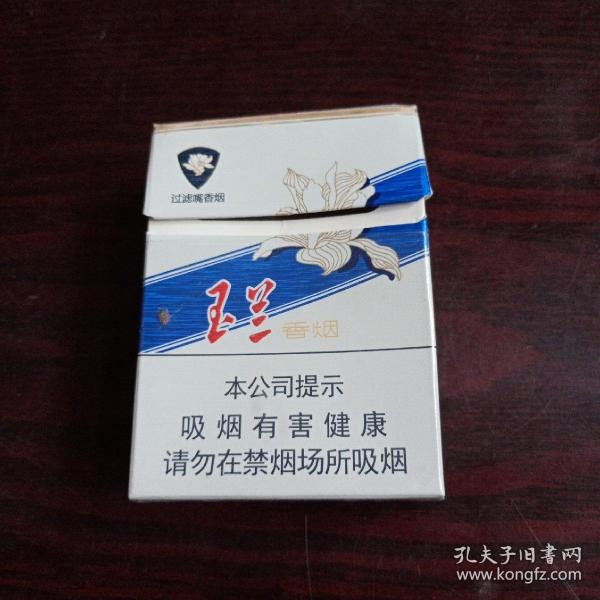 过滤嘴香烟
玉兰 香烟
本公司提示
吸烟有害健康
请勿在禁烟场所吸烟
孔夫子旧书网
www.kongfz.com